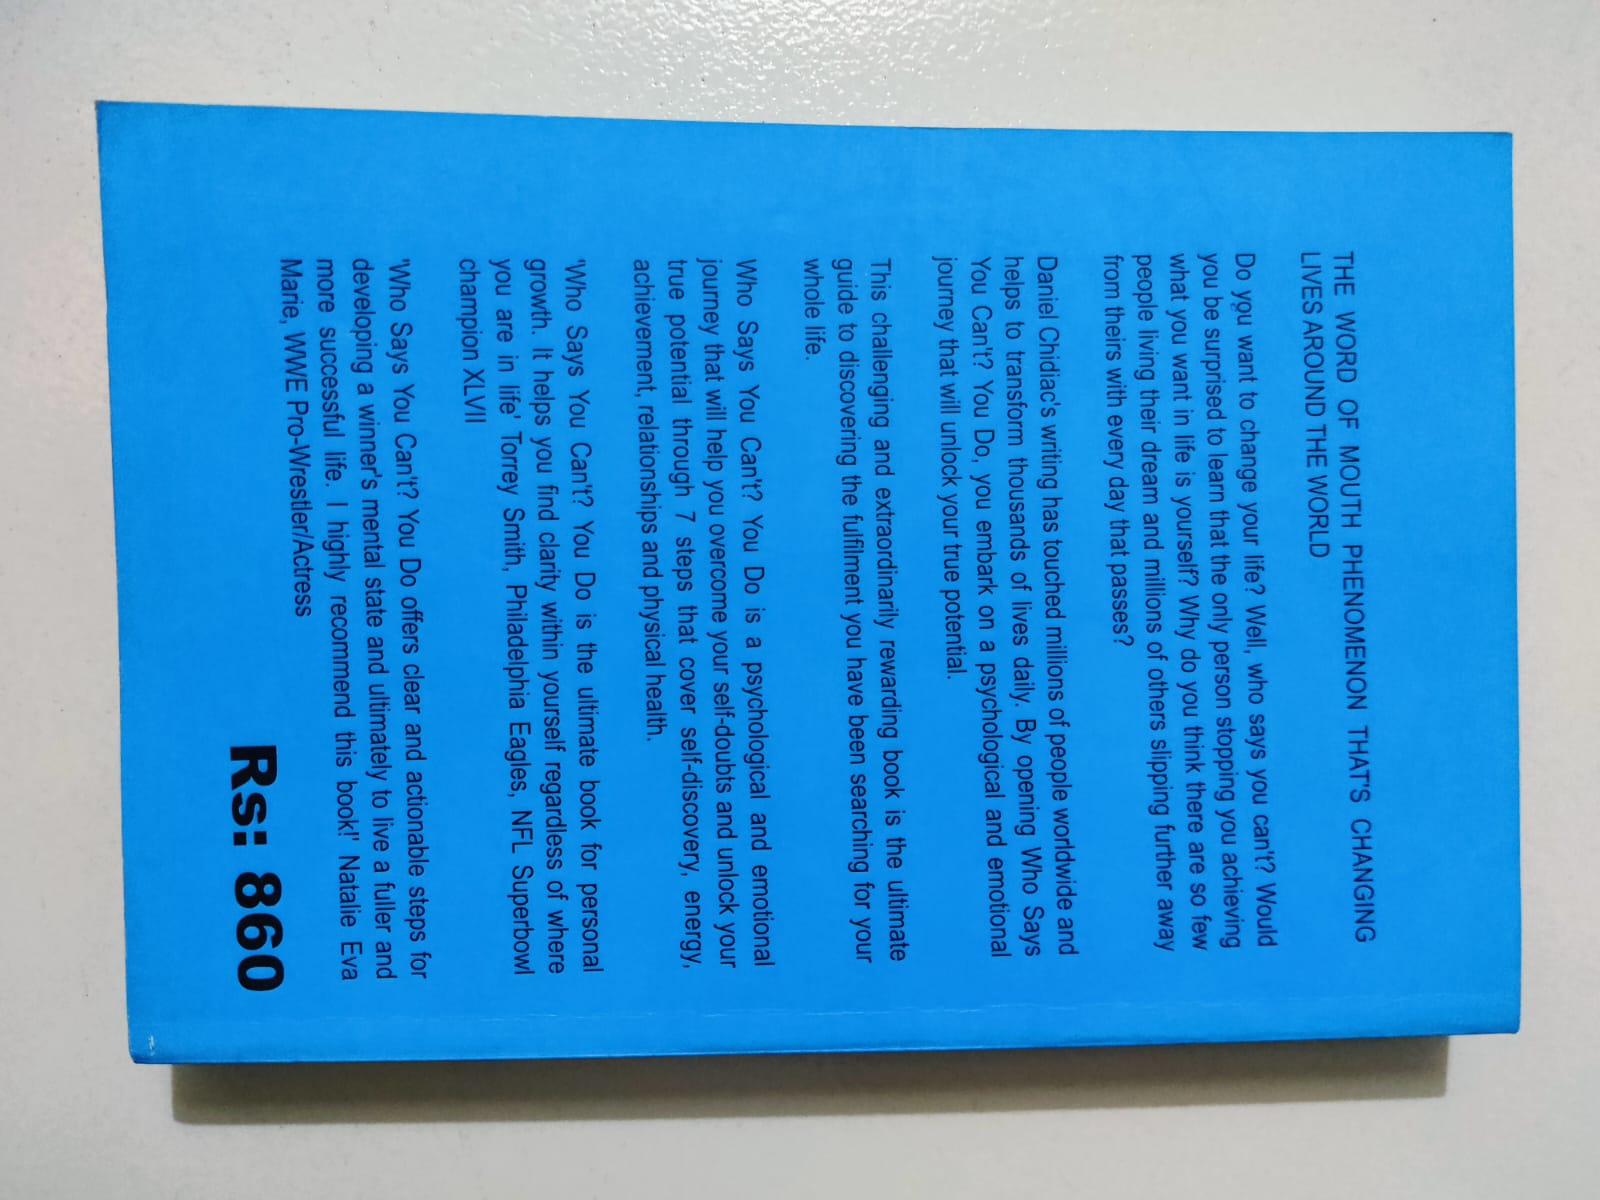 THE WORD OF MOUTH PHENOMENON THAT'S CHANGING
LIVES AROUND THE WORLD
Do you want to change your life? Well, who says you can't? Would
you be surprised to learn that the only person stopping you achieving
what you want in life is yourself? Why do you think there are so few
people living their dream and millions of others slipping further away
from theirs with every day that passes?
Daniel Chidiac's writing has touched millions of people worldwide and
helps to transform thousands of lives daily. By opening Who Says
You Can't? You Do, you embark on a psychological and emotional
journey that will unlock your true potential.
This challenging and extraordinarily rewarding book is the ultimate
guide to discovering the fulfilment you have been searching for your
whole life.
Who Says You Can't? You Do is a psychological and emotional
journey that will help you overcome your self-doubts and unlock your
true potential through 7 steps that cover self-discovery, energy,
achievement, relationships and physical health.
'Who Says You Can't? You Do is the ultimate book for personal
growth. It helps you find clarity within yourself regardless of where
you are in life' Torrey Smith, Philadelphia Eagles, NFL Superbowl
champion XLVII
'Who Says You Can't? You Do offers clear and actionable steps for
developing a winner's mental state and ultimately to live a fuller and
more successful life. I highly recommend this book!' Natalie Eva
Marie, WWE Pro-Wrestler/Actress
Rs: 860